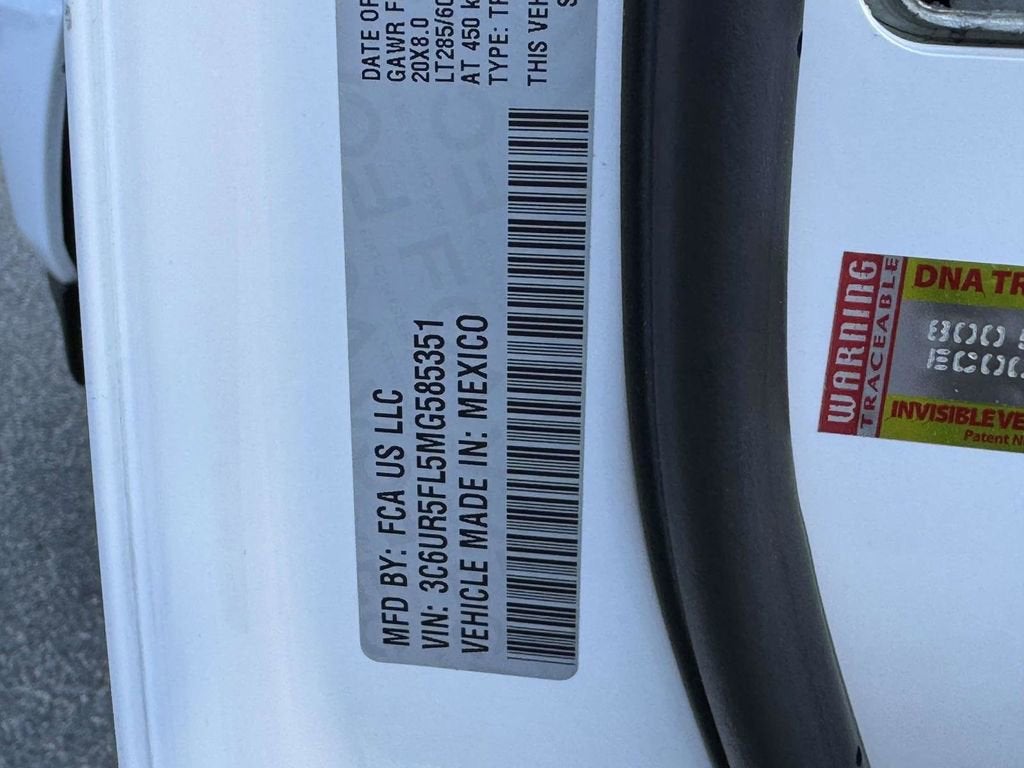 MFD BY: FCA US LLC
VIN: 3C6UR5FL5MG585351
VEHICLE MADE IN: MEXICO
DATE OF
GAWR F
20X8.0
LT285/60
AT 450 k
TYPE: TR
THIS VEH
WARNING
TRACEABLE
DNA TR
800
INVISIBLE VE
Patent N